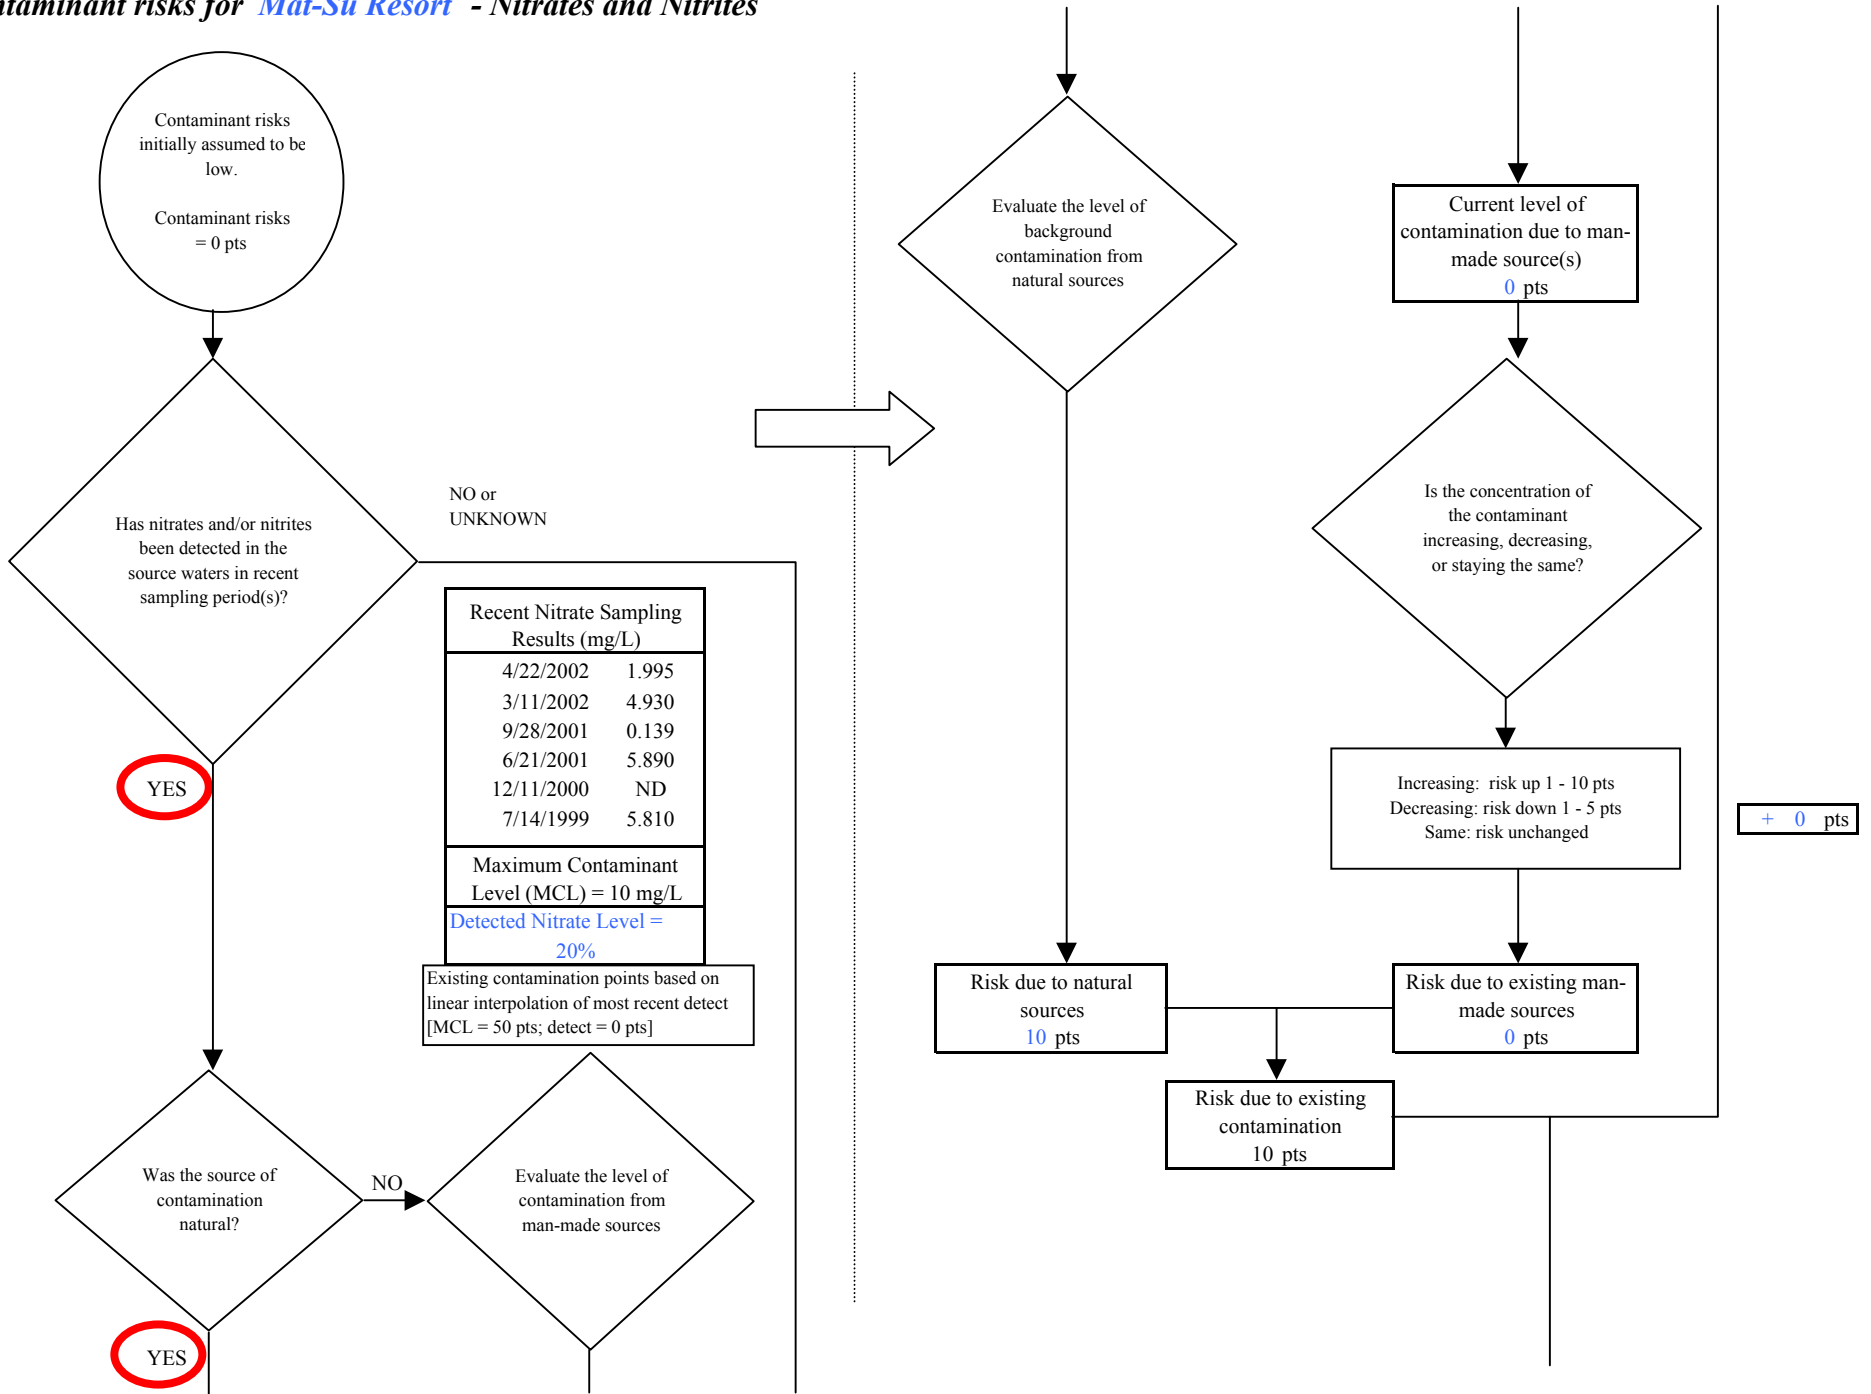 ntaminant risks for Mat-Su Resort - Nitrates and Nitrites
Contaminant risks
initially assumed to be
low.
Contaminant risks
= 0 pts
Has nitrates and/or nitrites
been detected in the
source waters in recent
sampling period(s)?
NO or
UNKNOWN
YES
Recent Nitrate Sampling
Results (mg/L)
4/22/2002 1.995
3/11/2002 4.930
9/28/2001 0.139
6/21/2001 5.890
12/11/2000 ND
7/14/1999 5.810
Maximum Contaminant
Level (MCL) = 10 mg/L
Detected Nitrate Level =
20%
Existing contamination points based on
linear interpolation of most recent detect
[MCL = 50 pts; detect = 0 pts]
Was the source of
contamination
natural?
NO
Evaluate the level of
contamination from
man-made sources
YES
Evaluate the level of
background
contamination from
natural sources
Current level of
contamination due to man-
made source(s)
0 pts
Is the concentration of
the contaminant
increasing, decreasing,
or staying the same?
Increasing: risk up 1 - 10 pts
Decreasing: risk down 1 - 5 pts
Same: risk unchanged
+ 0 pts
Risk due to natural
sources
10 pts
Risk due to existing man-
made sources
0 pts
Risk due to existing
contamination
10 pts